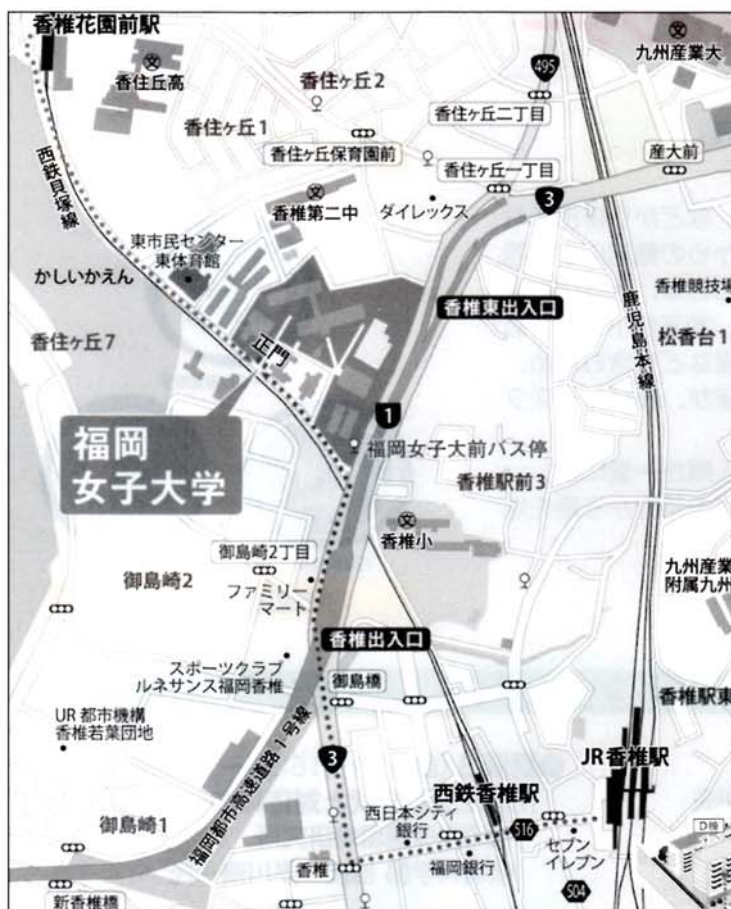 香椎花園前駅
文
香住丘高
香住ヶ丘2
495
文
九州産業大
香住ヶ丘1
香住ヶ丘二丁目
香住ヶ丘保育園前
香住ヶ丘一丁目
産大前
西鉄貝塚線
文
香椎第二中
ダイレックス
3
東市民センター
東体育館
かしいかえん
香椎東出入口
鹿児島本線
香椎競技場
松香台1
香住ヶ丘7
正門
1
福岡
女子大学
福岡女子大前バス停
香椎駅前3
文
香椎小
御島崎2丁目
御島崎2
ファミリー
マート
九州産業
附属九州
香椎出入口
スポーツクラブ
ルネサンス福岡香椎
御島橋
香椎駅東
UR都市機構
香椎若葉団地
福岡都市高速道路1号線
3
JR香椎駅
西鉄香椎駅
御島崎1
西日本シティ
銀行
516
セブン
イレブン
D棟
香椎
福岡銀行
新香椎橋
504